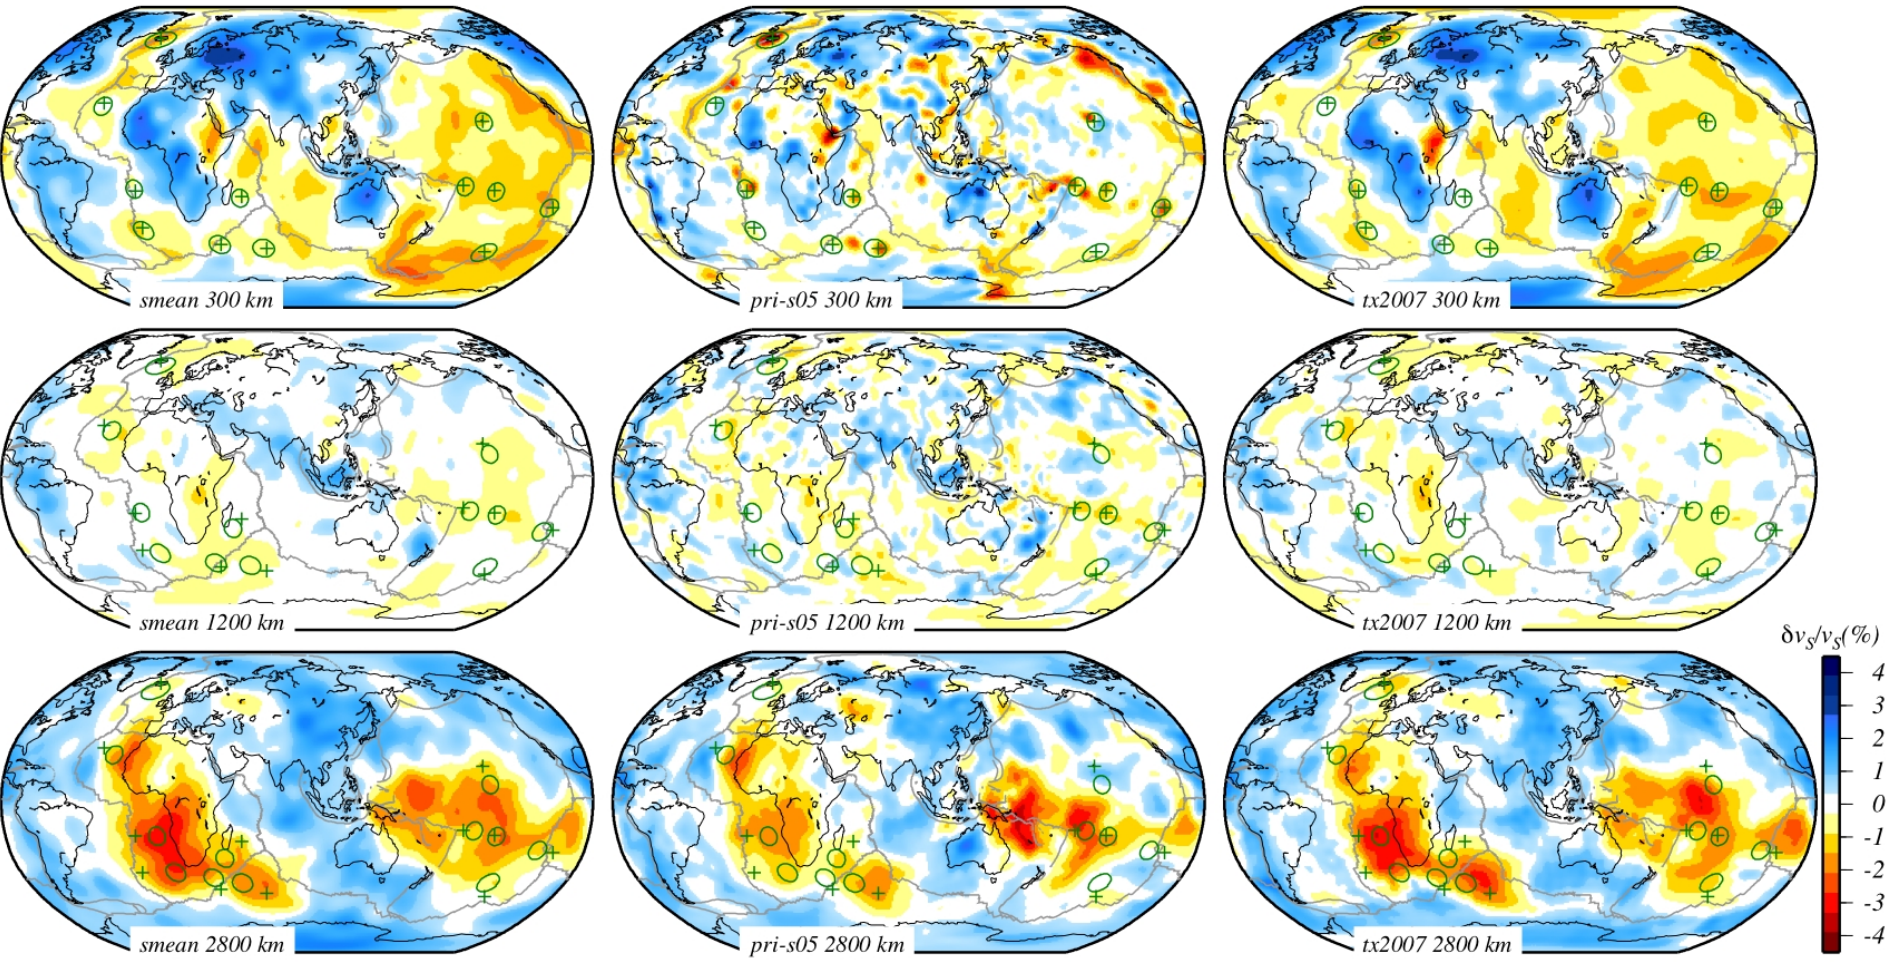 smean 300 km
pri-s05 300 km
tx2007 300 km
smean 1200 km
pri-s05 1200 km
tx2007 1200 km
δvS/vS(%)
4
3
2
1
0
-1
-2
-3
-4
smean 2800 km
pri-s05 2800 km
tx2007 2800 km